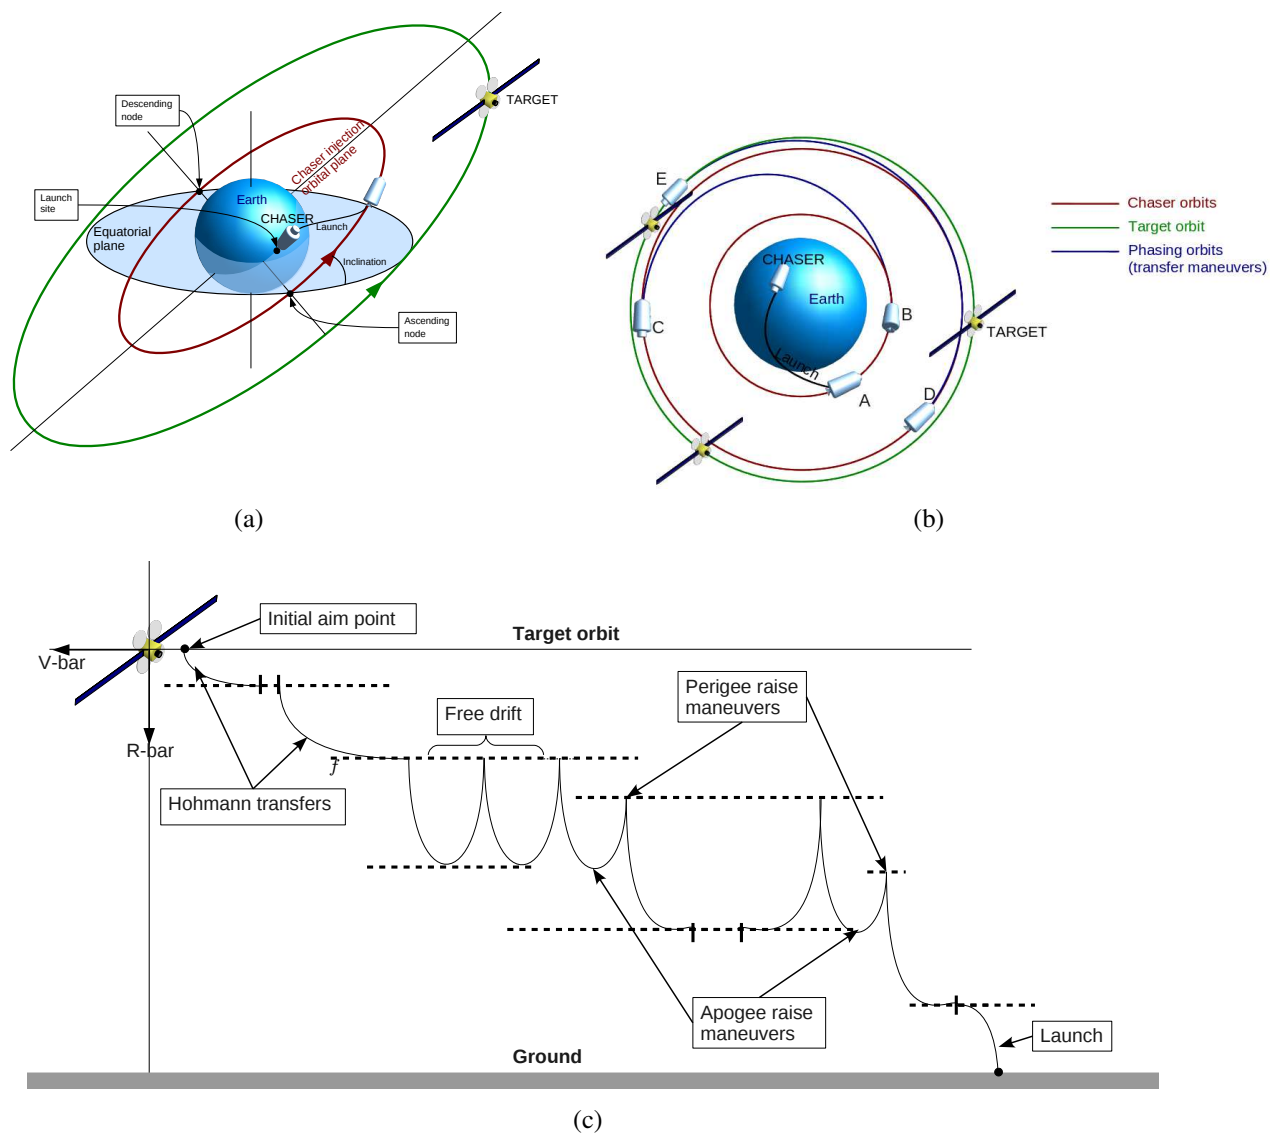 TARGET
Descending
node
Chaser injection
orbital plane
Launch
site
Earth
CHASER
Launch
Equatorial
plane
Inclination
Ascending
node
(a)
E
CHASER
Earth
Launch
A
B
C
D
TARGET
Chaser orbits
Target orbit
Phasing orbits
(transfer maneuvers)
(b)
Initial aim point
Target orbit
V-bar
R-bar
Perigee raise
maneuvers
Free drift
ƒ
Hohmann transfers
Apogee raise
maneuvers
Launch
Ground
(c)